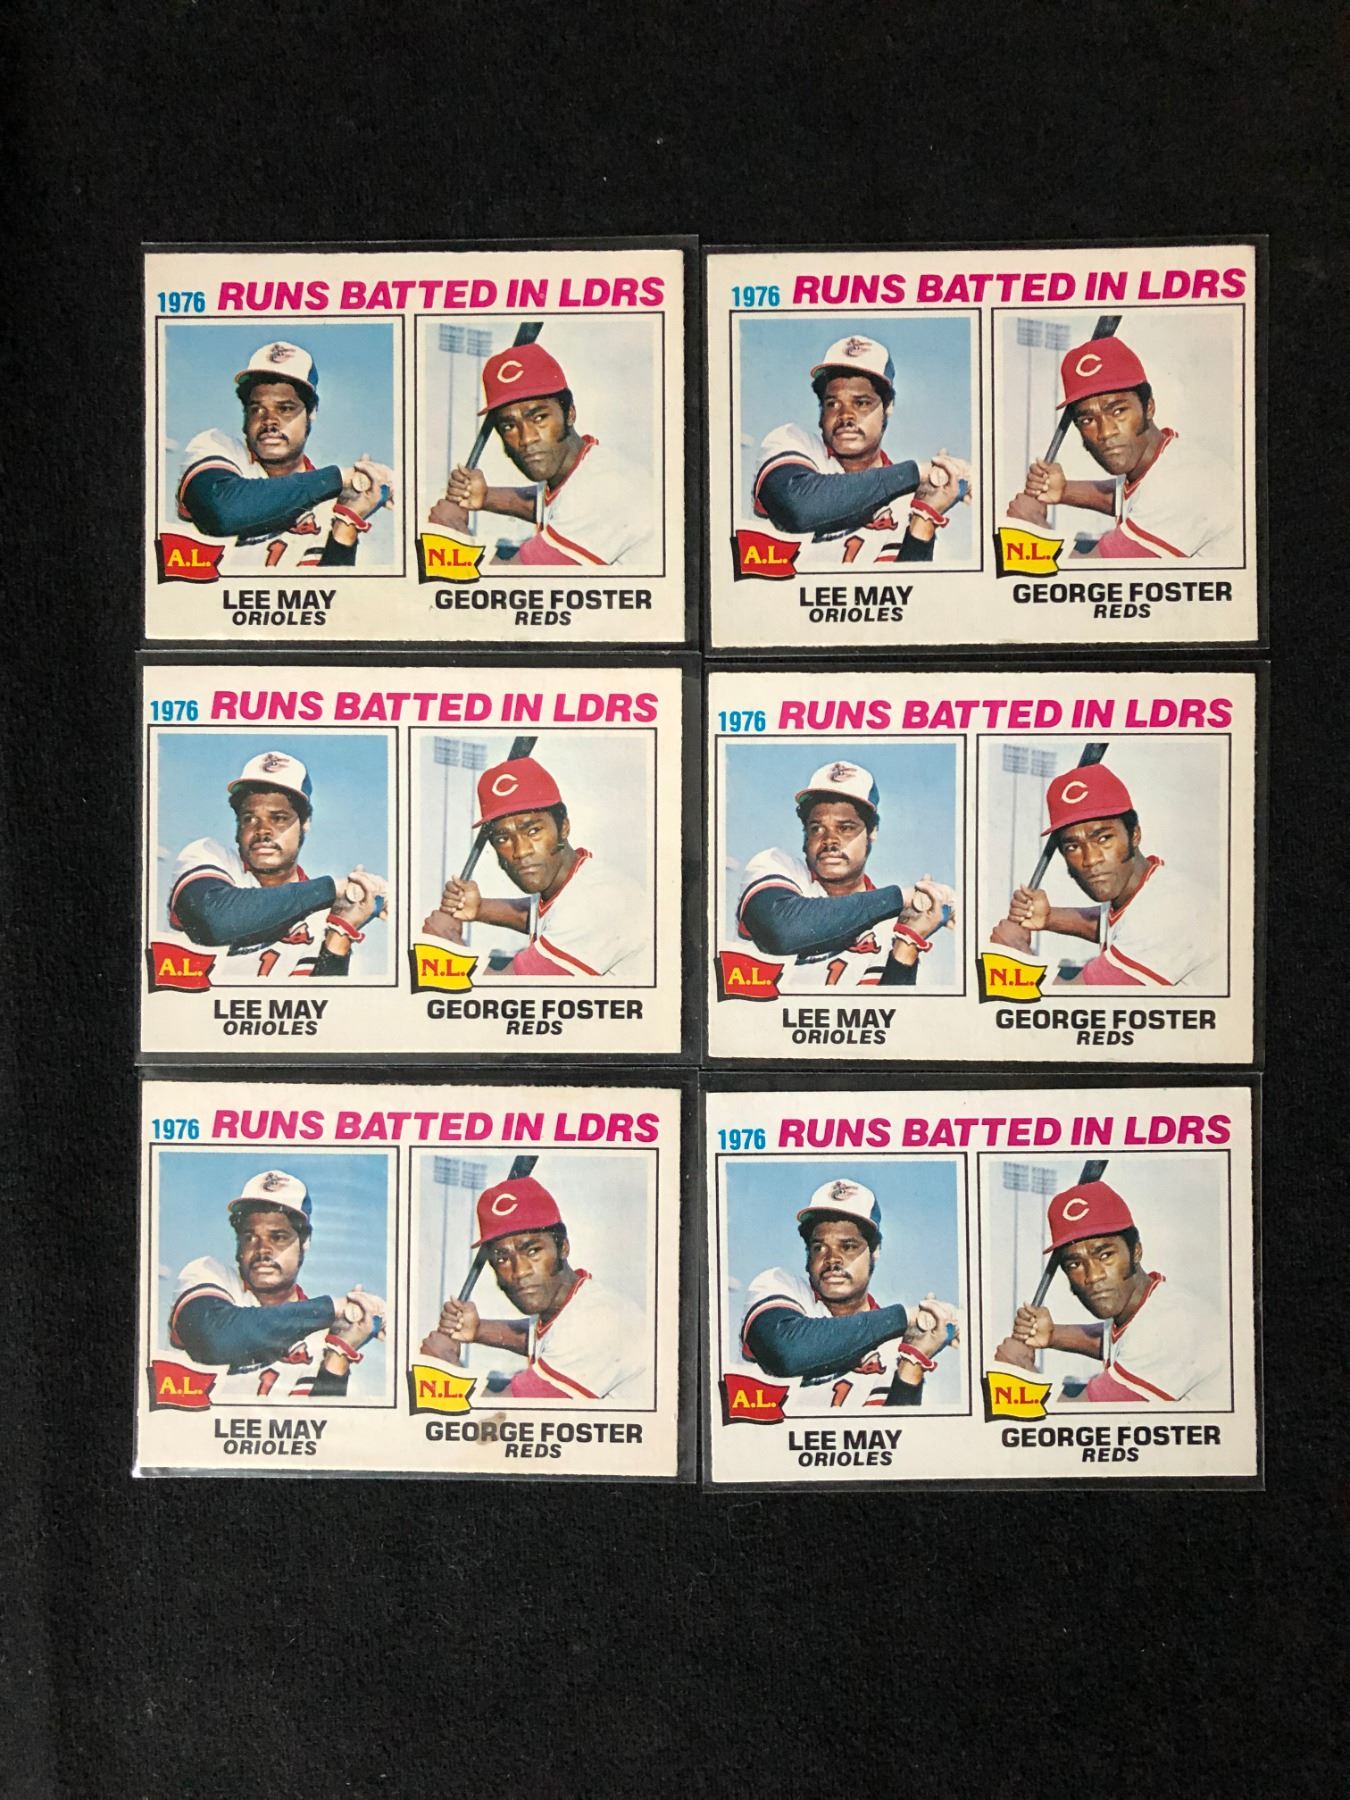 1976 RUNS BATTED IN LDRS
A.L.
N.L.
LEE MAY
ORIOLES
GEORGE FOSTER
REDS
1976 RUNS BATTED IN LDRS
A.L.
N.L.
LEE MAY
ORIOLES
GEORGE FOSTER
REDS
1976 RUNS BATTED IN LDRS
A.L.
N.L.
LEE MAY
ORIOLES
GEORGE FOSTER
REDS
1976 RUNS BATTED IN LDRS
A.L.
N.L.
LEE MAY
ORIOLES
GEORGE FOSTER
REDS
1976 RUNS BATTED IN LDRS
A.L.
N.L.
LEE MAY
ORIOLES
GEORGE FOSTER
REDS
1976 RUNS BATTED IN LDRS
A.L.
N.L.
LEE MAY
ORIOLES
GEORGE FOSTER
REDS